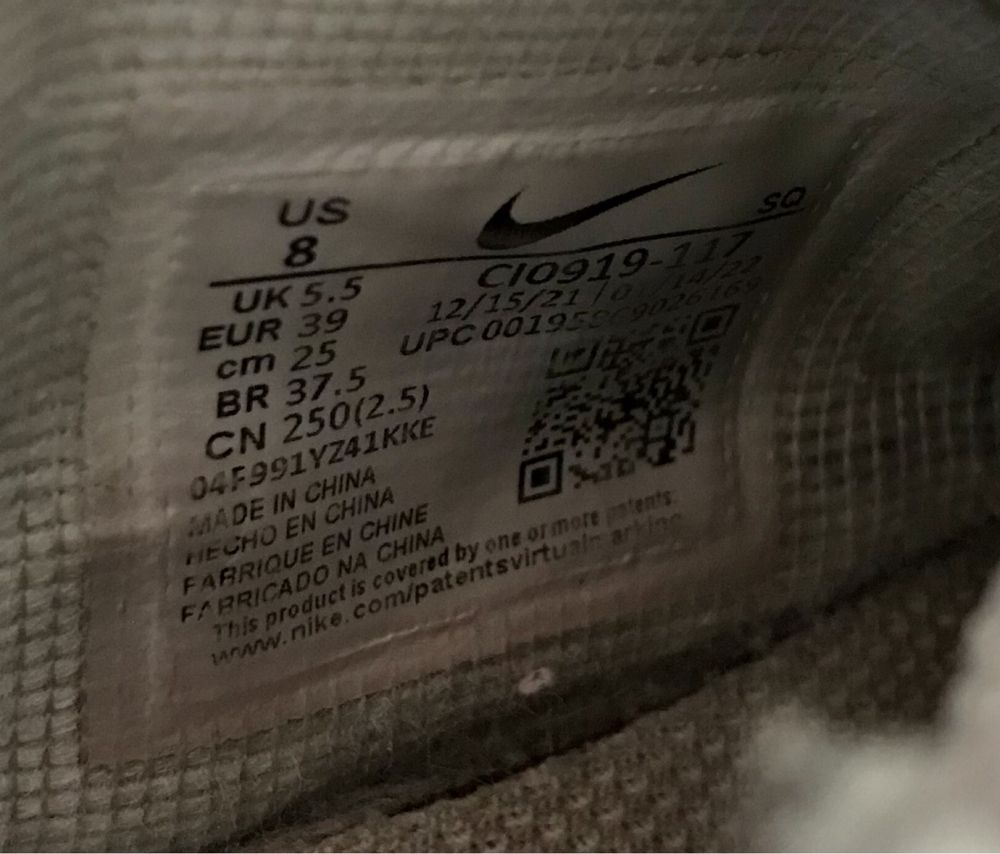 US
8
SQ
UK 5.5
EUR 39
cm 25
BR 37.5
CN 250(2.5)
CI0919-117
12/15/21
UPC
04F991YZ41KKE
MADE IN CHINA
HECHO EN CHINA
FABRIQUE EN CHINE
FABRICADO NA CHINA
This product is covered by one or more patents:
www.nike.com/patentsvirtualmarking